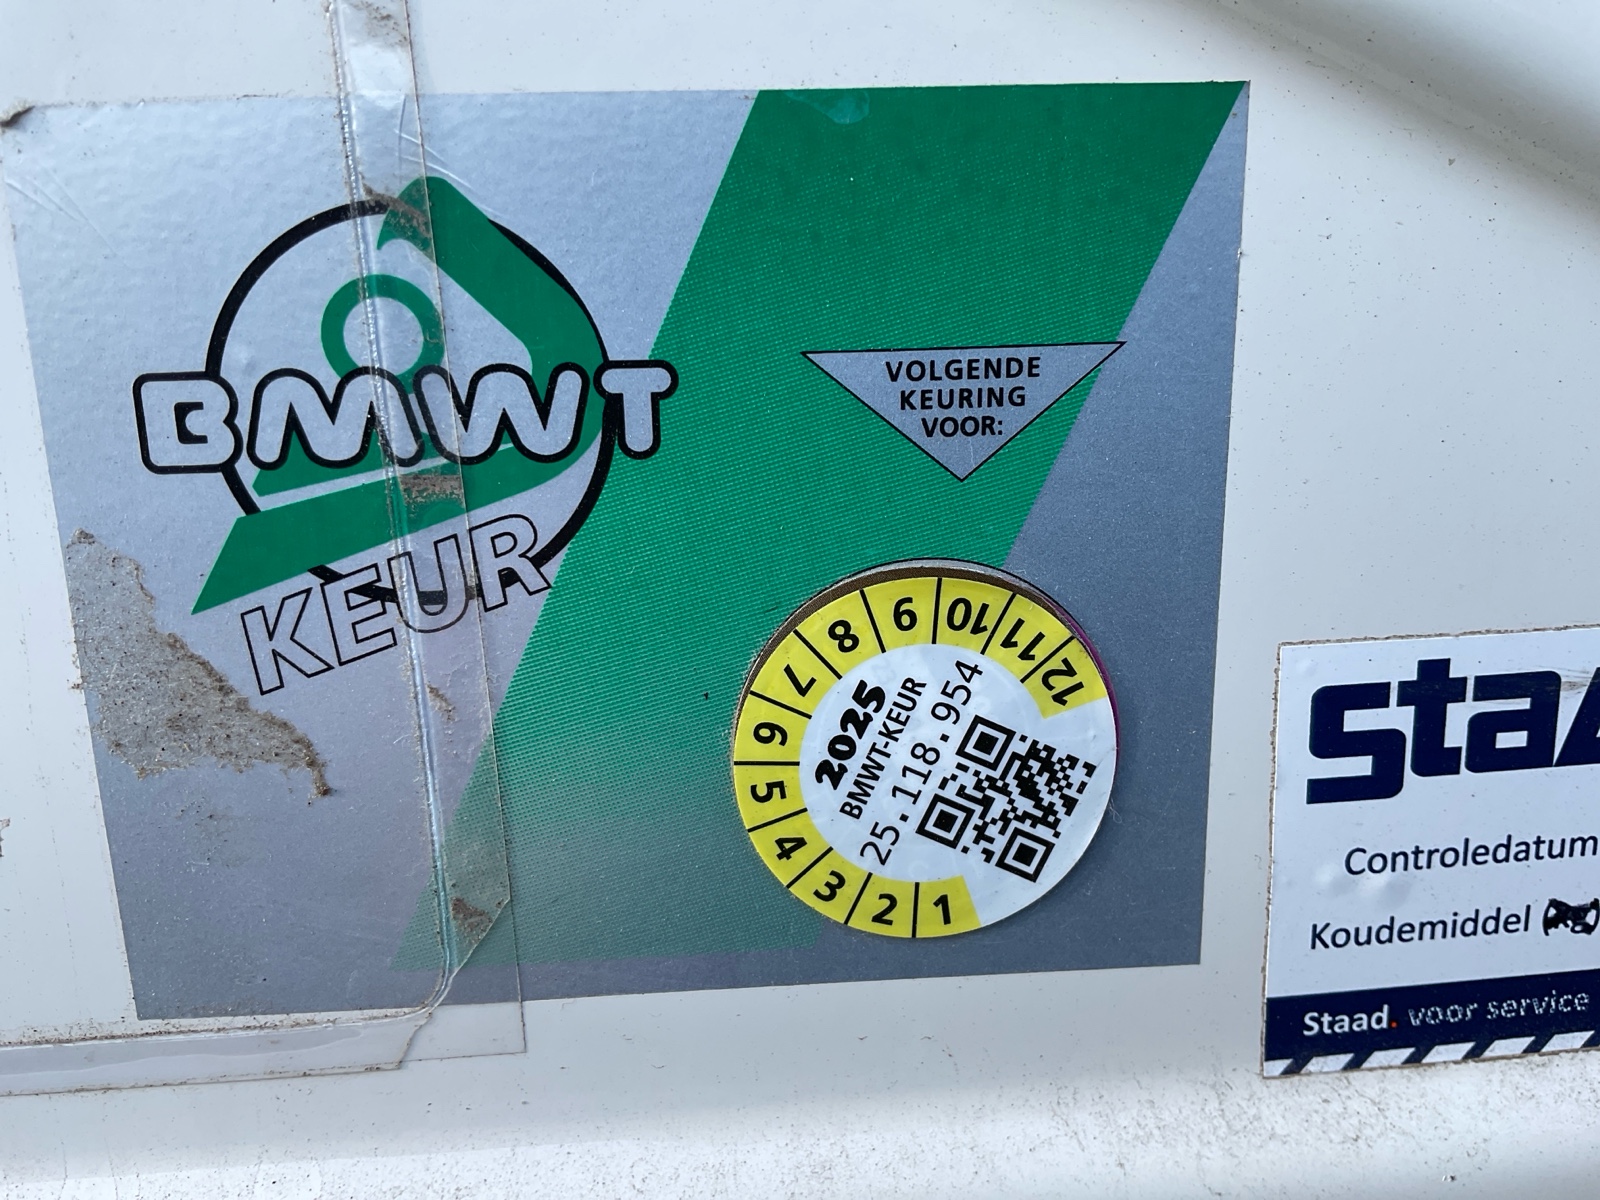 BMWT
KEUR
VOLGENDE
KEURING
VOOR:
1 2 3 4 5 6 7 8 9 10 11 12
2025
BMWT-KEUR
25.118.954
Controledatum
Koudemiddel
Staad. voor service